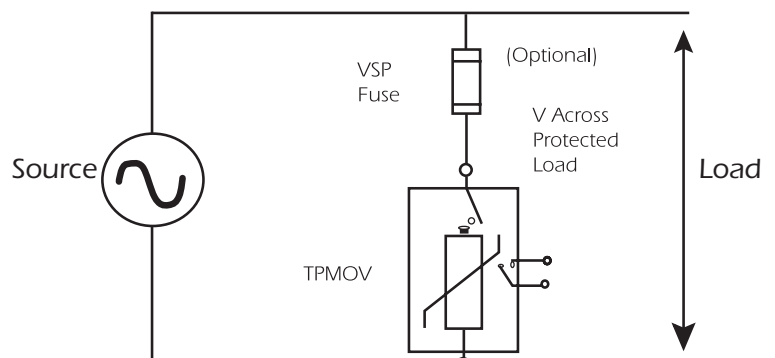 VSP
Fuse
(Optional)
V Across
Protected
Load
Source
Load
TPMOV